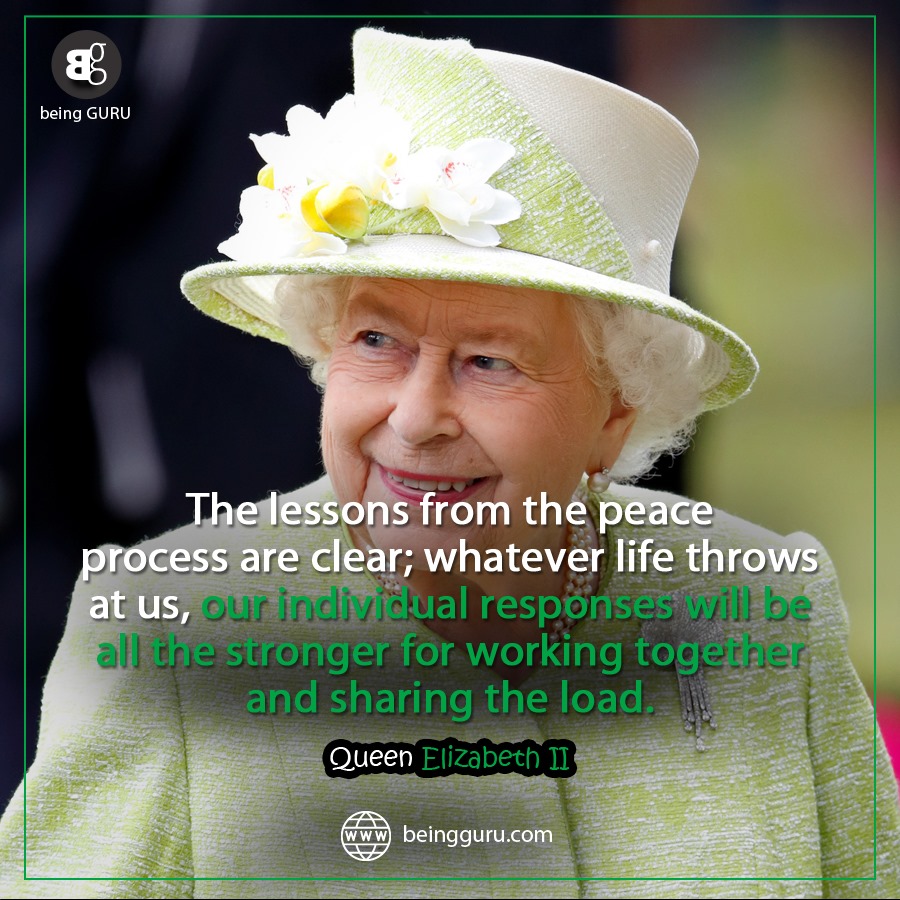 being GURU
The lessons from the peace
process are clear; whatever life throws
at us, our individual responses will be
all the stronger for working together
and sharing the load.
Queen Elizabeth II
www beingguru.com